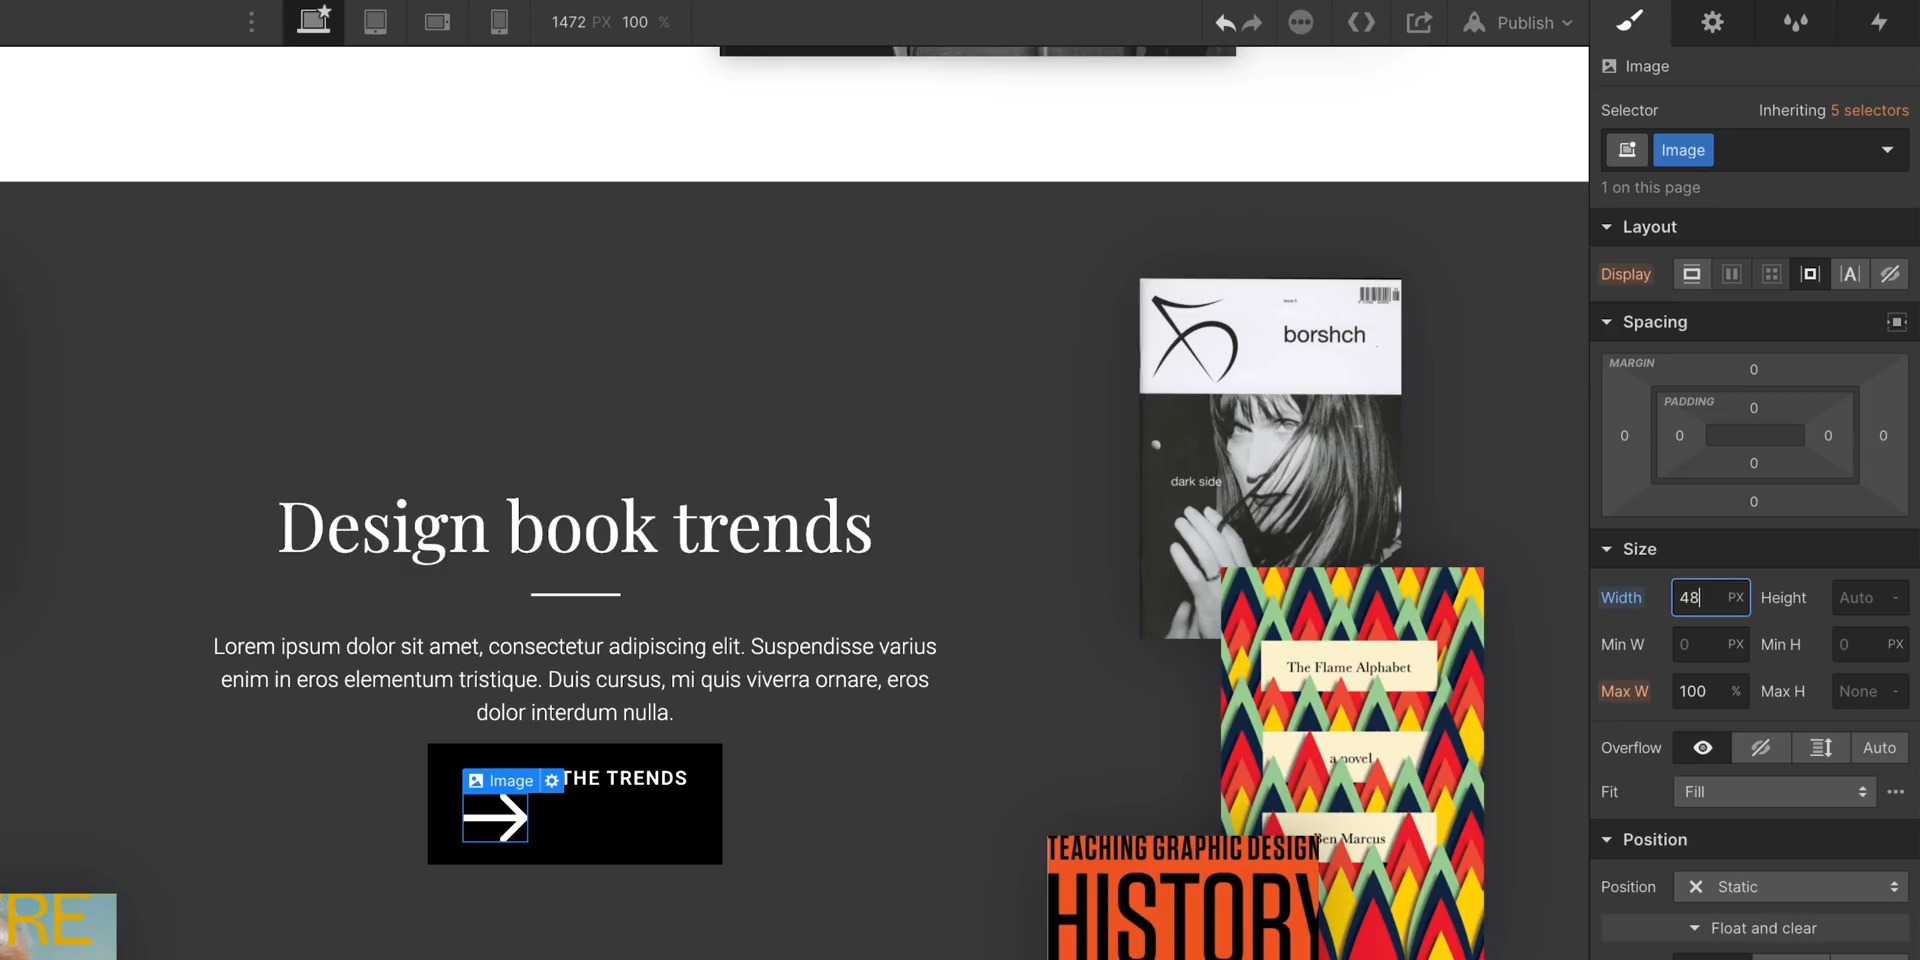 1472 PX 100 %
Publish
Image
Selector
Inheriting 5 selectors
Image
1 on this page
Layout
Display
Spacing
MARGIN
0
PADDING
0
0
0
0
0
0
0
Size
Width
48 PX
Height
Auto -
Min W
0 PX
Min H
0 PX
Max W
100 %
Max H
None -
Overflow
Auto
Fit
Fill
Position
Position
Static
Float and clear
borshch
dark side
Design book trends
Lorem ipsum dolor sit amet, consectetur adipiscing elit. Suspendisse varius
enim in eros elementum tristique. Duis cursus, mi quis viverra ornare, eros
dolor interdum nulla.
Image
THE TRENDS
The Flame Alphabet
a novel
Ben Marcus
TEACHING GRAPHIC DESIGN
HISTORY
RE